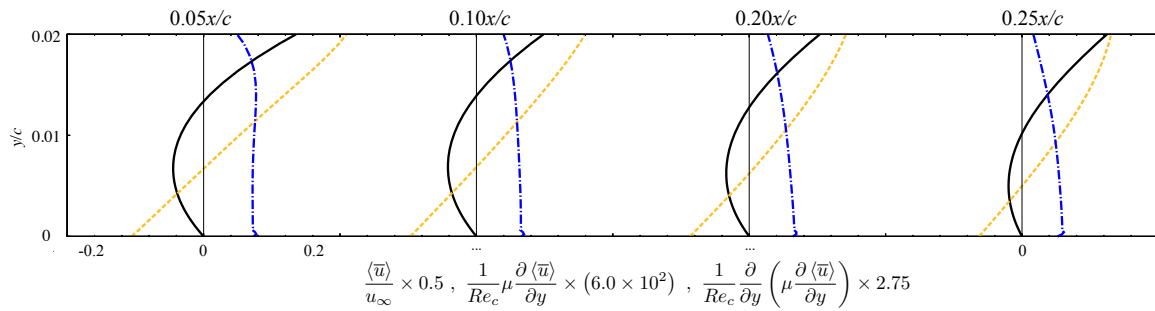 0.05x/c 0.10x/c 0.20x/c 0.25x/c
0.02
0.01
y/c
0
-0.2 0 0.2 ... ... 0
⟨u̅⟩/u∞ × 0.5 , 1/Re_c μ ∂⟨u̅⟩/∂y × (6.0 × 10²) , 1/Re_c ∂/∂y (μ ∂⟨u̅⟩/∂y) × 2.75